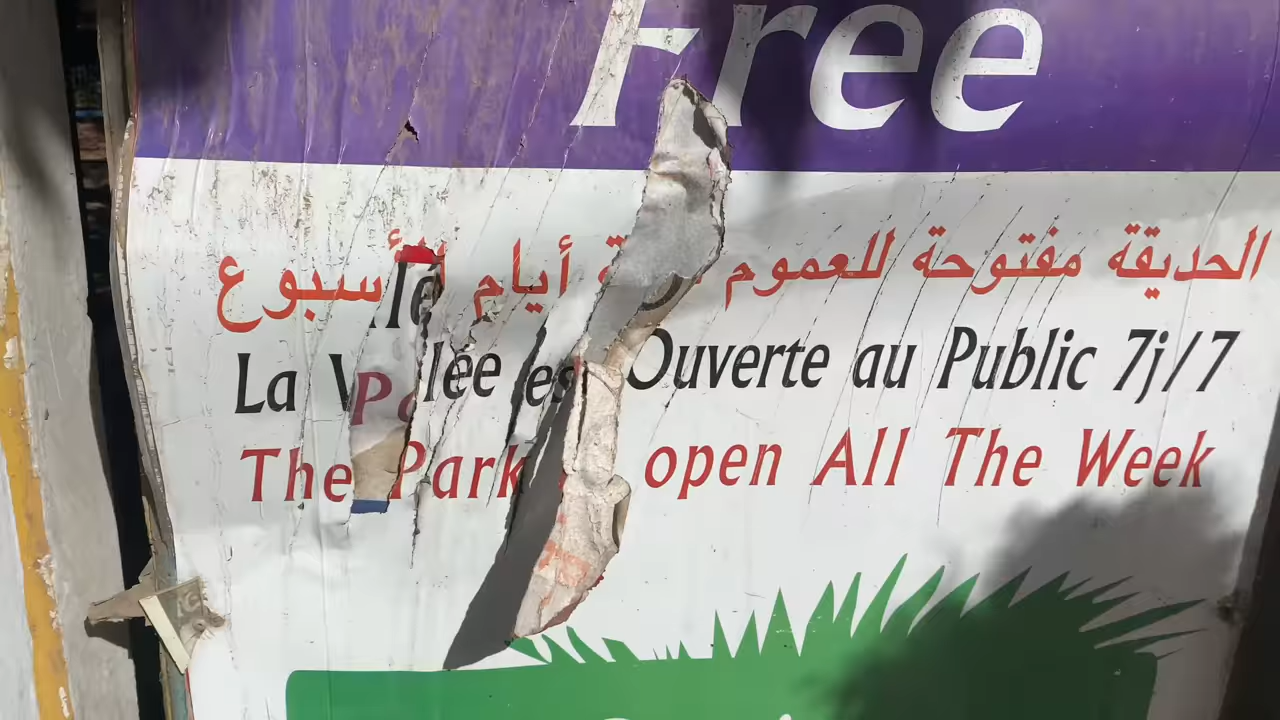 Free
الحديقة مفتوحة للعموم أيام الأسبوع
La Vallée est Ouverte au Public 7j/7
The Park open All The Week